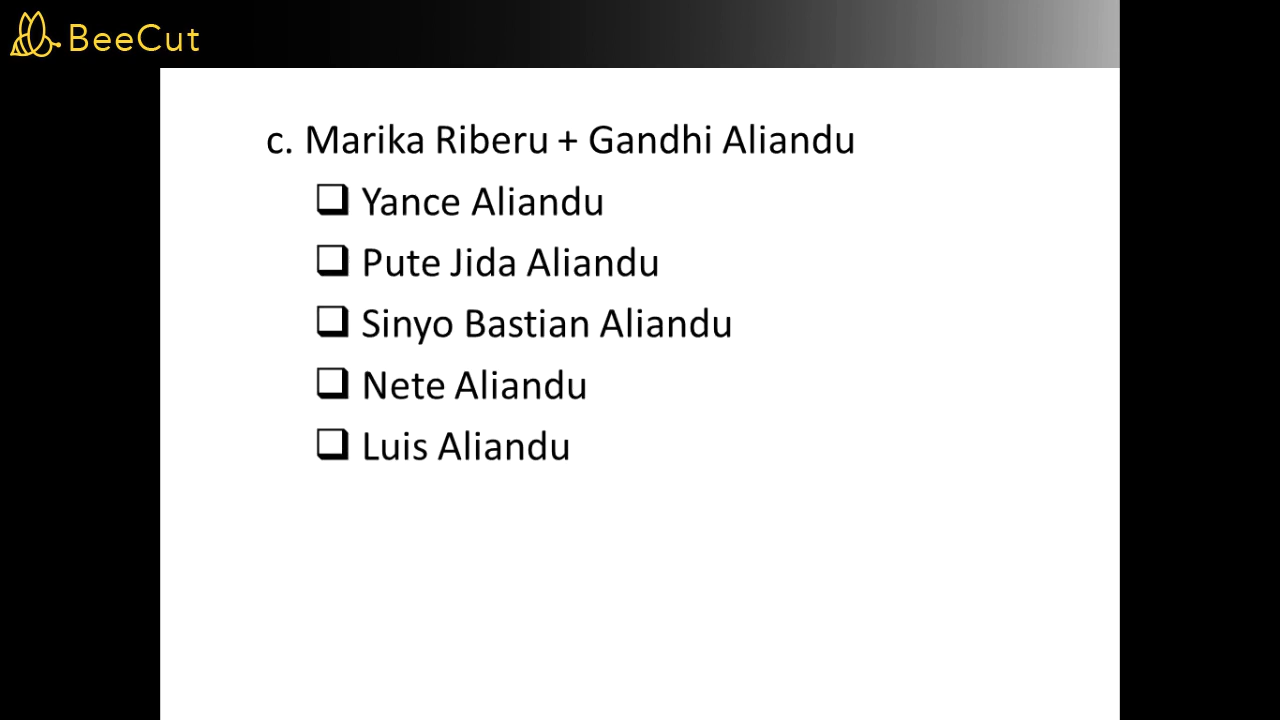 BeeCut
c. Marika Riberu + Gandhi Aliandu
❑ Yance Aliandu
❑ Pute Jida Aliandu
❑ Sinyo Bastian Aliandu
❑ Nete Aliandu
❑ Luis Aliandu